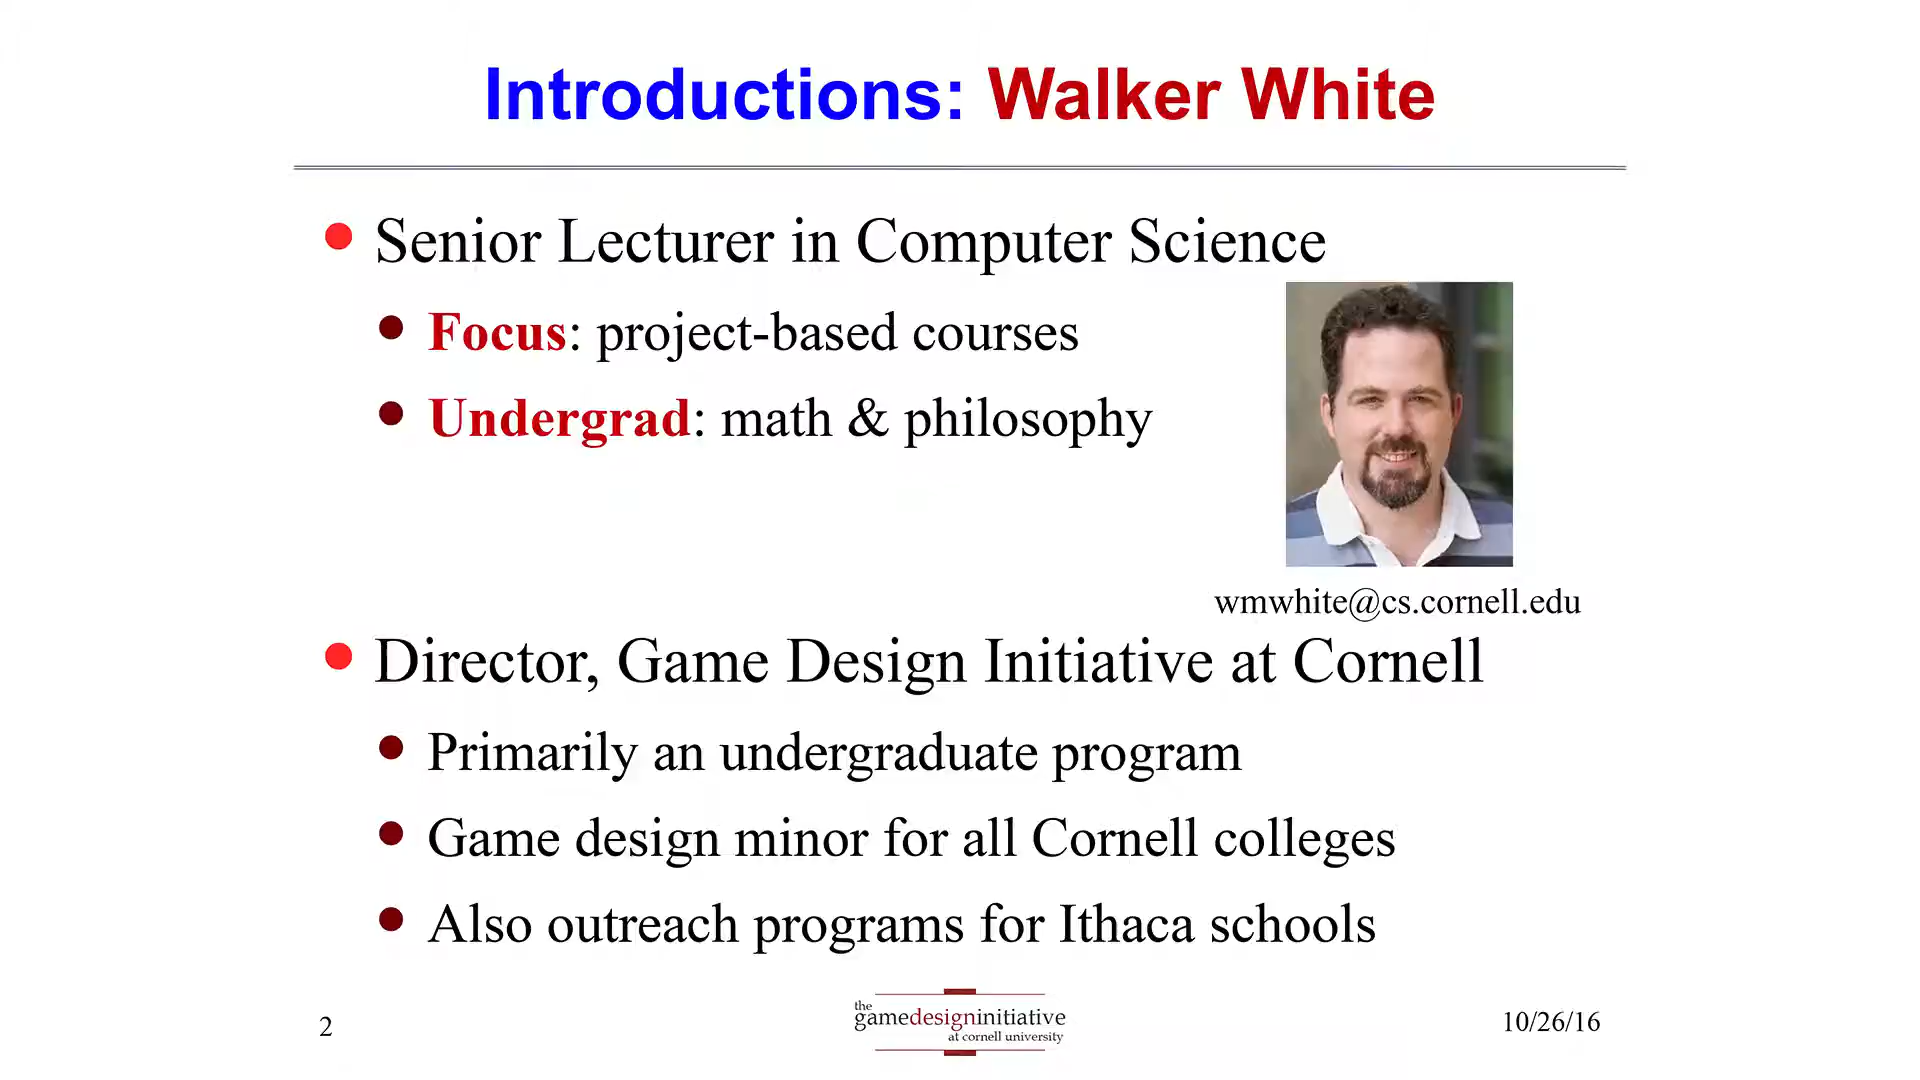 Introductions: Walker White
Senior Lecturer in Computer Science
Focus: project-based courses
Undergrad: math & philosophy
wmwhite@cs.cornell.edu
Director, Game Design Initiative at Cornell
Primarily an undergraduate program
Game design minor for all Cornell colleges
Also outreach programs for Ithaca schools
2
the
gamedesigninitiative
at cornell university
10/26/16